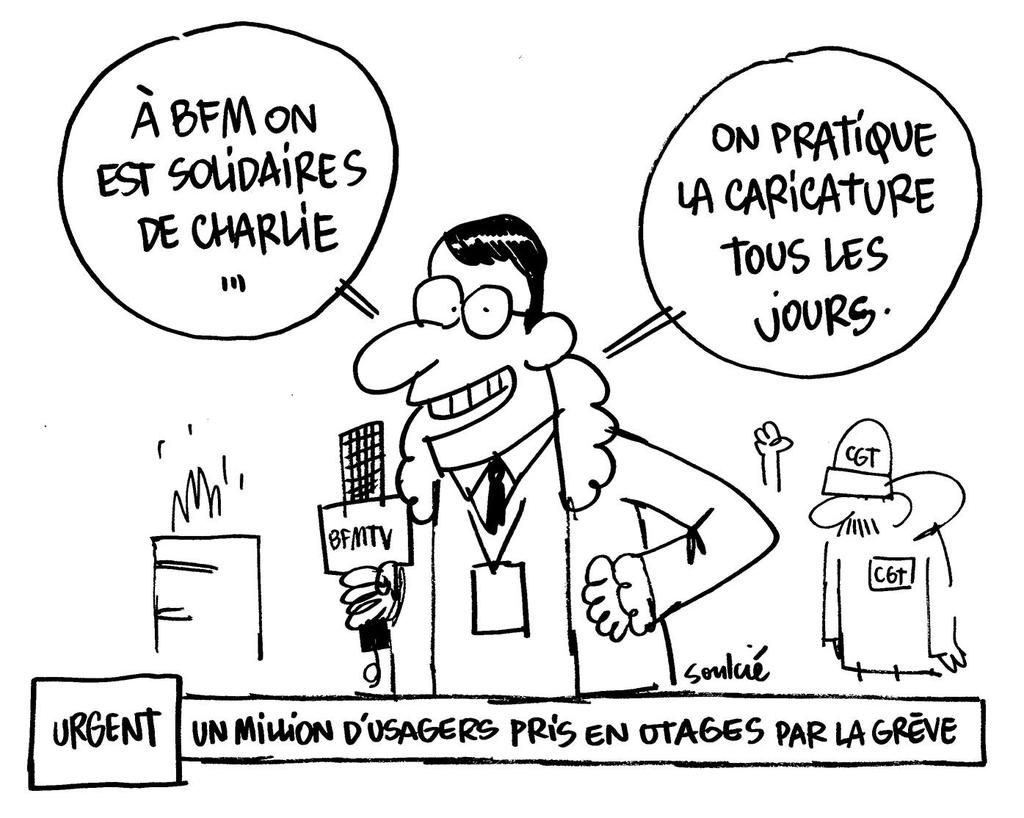 À BFM ON
EST SOLIDAIRES
DE CHARLIE
...
ON PRATIQUE
LA CARICATURE
TOUS LES
JOURS.
BFMTV
CGT
CGT
Soulcié
URGENT
UN MILLION D'USAGERS PRIS EN OTAGES PAR LA GRÈVE